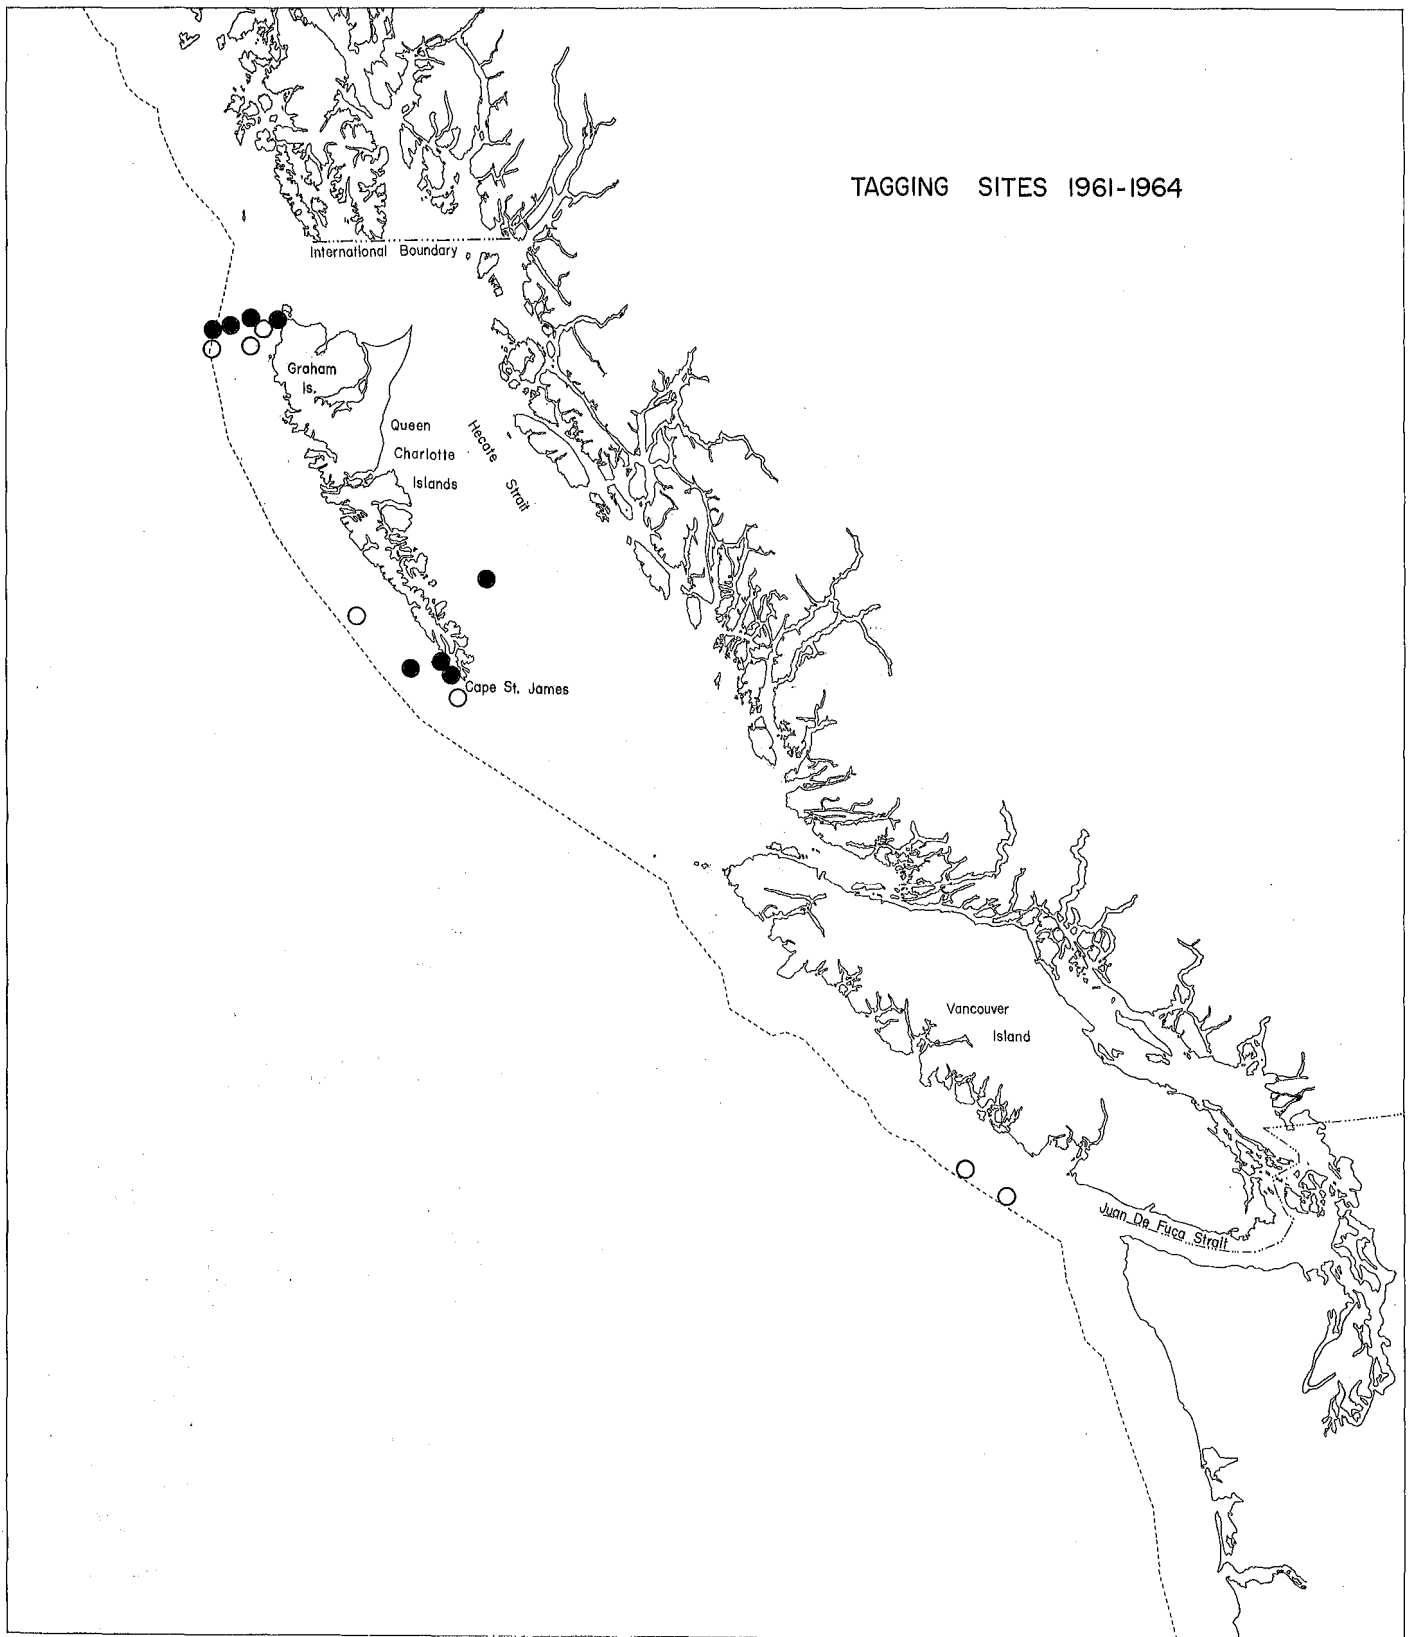 TAGGING SITES 1961-1964
International Boundary
Graham
Is.
Queen
Charlotte
Islands
Hecate
Strait
Cape St. James
Vancouver
Island
Juan De Fuca Strait